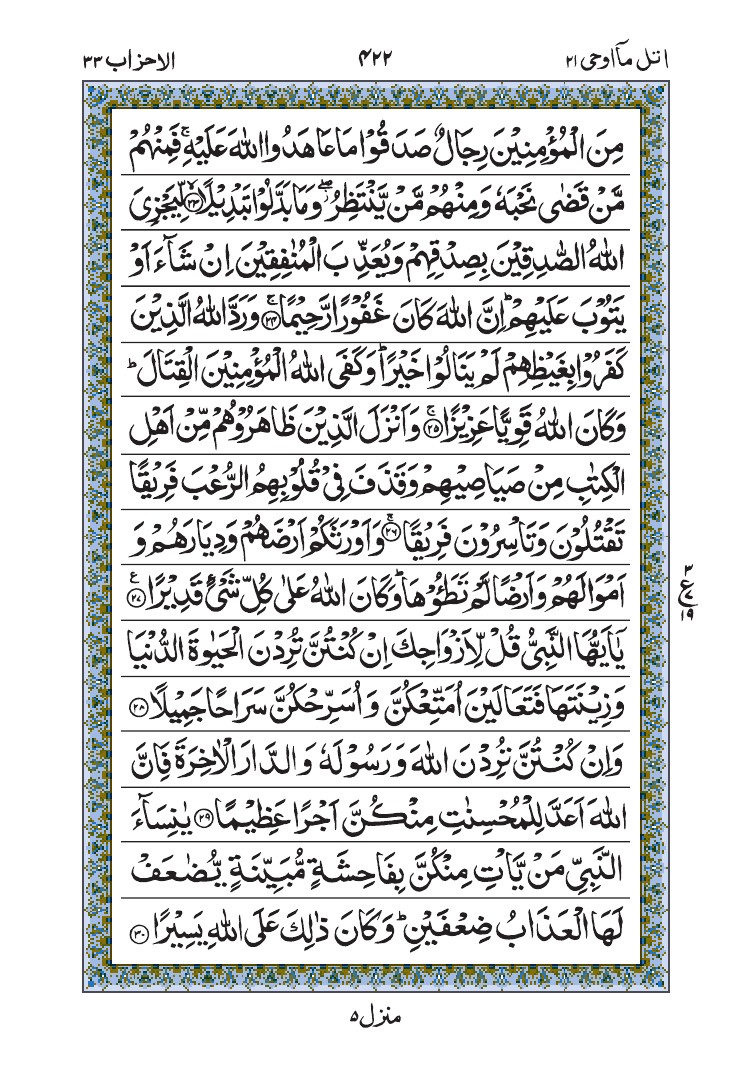 اتل مآاوحی ۲۱
۴۲۲
الاحزاب ۳۳
مِنَ الْمُؤْمِنِيْنَ رِجَالٌ صَدَقُوْا مَا عَاهَدُوا اللّٰهَ عَلَيْهِ ۚ فَمِنْهُمْ
مَّنْ قَضٰى نَحْبَهٗ وَمِنْهُمْ مَّنْ يَّنْتَظِرُ ۖ وَمَا بَدَّلُوْا تَبْدِيْلًا ۙ‏﴿۲۳﴾ لِّيَجْزِىَ
اللّٰهُ الصّٰدِقِيْنَ بِصِدْقِهِمْ وَيُعَذِّبَ الْمُنٰفِقِيْنَ اِنْ شَآءَ اَوْ
يَتُوْبَ عَلَيْهِمْ ؕ اِنَّ اللّٰهَ كَانَ غَفُوْرًا رَّحِيْمًا ۚ‏﴿۲۴﴾ وَرَدَّ اللّٰهُ الَّذِيْنَ
كَفَرُوْا بِغَيْظِهِمْ لَمْ يَنَالُوْا خَيْرًا ؕ وَكَفَى اللّٰهُ الْمُؤْمِنِيْنَ الْقِتَالَ ؕ
وَكَانَ اللّٰهُ قَوِيًّا عَزِيْزًا ۚ‏﴿۲۵﴾ وَاَنْزَلَ الَّذِيْنَ ظَاهَرُوْهُمْ مِّنْ اَهْلِ
الْكِتٰبِ مِنْ صَيَاصِيْهِمْ وَقَذَفَ فِىْ قُلُوْبِهِمُ الرُّعْبَ فَرِيْقًا
تَقْتُلُوْنَ وَتَاْسِرُوْنَ فَرِيْقًا ۚ‏﴿۲۶﴾ وَاَوْرَثَكُمْ اَرْضَهُمْ وَدِيَارَهُمْ وَ
اَمْوَالَهُمْ وَاَرْضًا لَّمْ تَطَـُٔوْهَا ؕ وَكَانَ اللّٰهُ عَلٰى كُلِّ شَىْءٍ قَدِيْرًا
يٰۤاَيُّهَا النَّبِىُّ قُلْ لِّاَزْوَاجِكَ اِنْ كُنْتُنَّ تُرِدْنَ الْحَيٰوةَ الدُّنْيَا
وَزِيْنَتَهَا فَتَعَالَيْنَ اُمَتِّعْكُنَّ وَاُسَرِّحْكُنَّ سَرَاحًا جَمِيْلًا ﴿۲۸﴾
وَاِنْ كُنْتُنَّ تُرِدْنَ اللّٰهَ وَرَسُوْلَهٗ وَالدَّارَ الْاٰخِرَةَ فَاِنَّ
اللّٰهَ اَعَدَّ لِلْمُحْسِنٰتِ مِنْكُنَّ اَجْرًا عَظِيْمًا ﴿۲۹﴾ يٰنِسَآءَ
النَّبِىِّ مَنْ يَّاْتِ مِنْكُنَّ بِفَاحِشَةٍ مُّبَيِّنَةٍ يُّضٰعَفْ
لَهَا الْعَذَابُ ضِعْفَيْنِ ؕ وَكَانَ ذٰلِكَ عَلَى اللّٰهِ يَسِيْرًا ﴿۳۰﴾
۳
ع
۱۹
منزل ۵